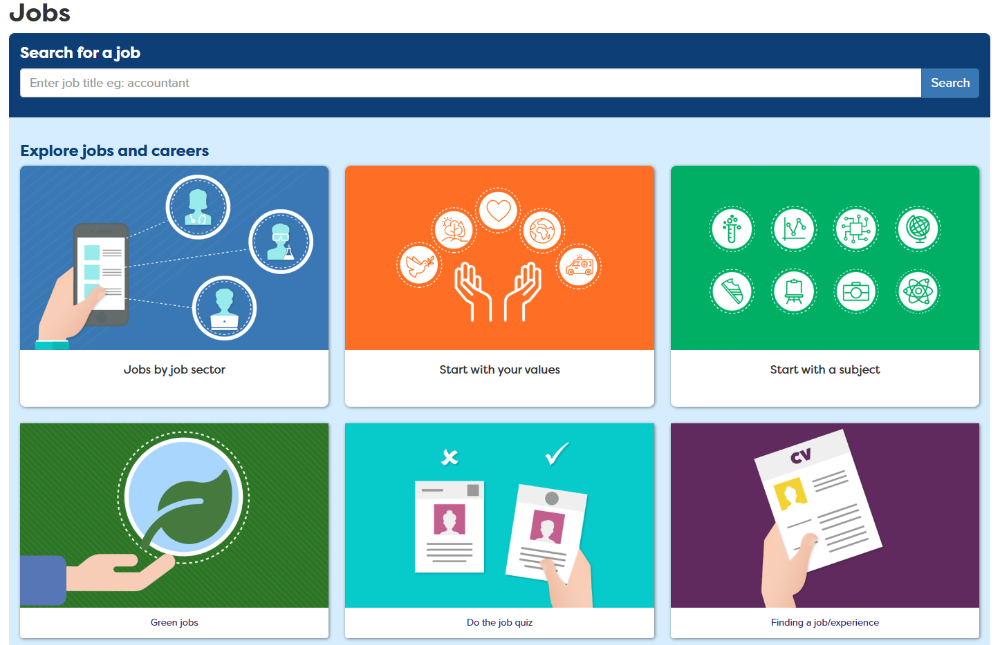 Jobs
Search for a job
Enter job title eg: accountant
Search
Explore jobs and careers
Jobs by job sector
Start with your values
Start with a subject
CV
Green jobs
Do the job quiz
Finding a job/experience